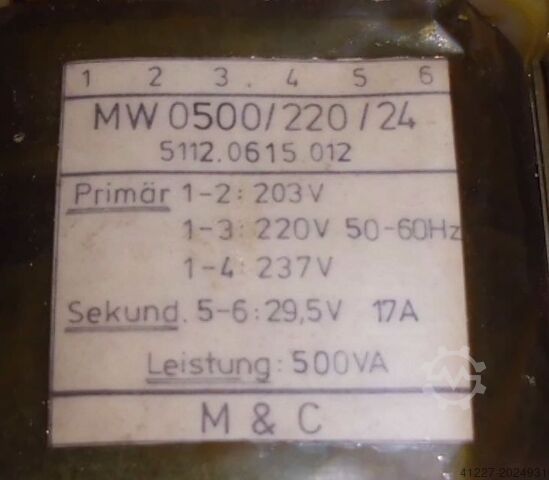 1 2 3. 4 5 6
MW 0500/220/24
5112.0615.012
Primär 1-2: 203V
1-3: 220V 50-60Hz
1-4: 237V
Sekund. 5-6: 29,5V 17A
Leistung: 500VA
M & C
41227-2024931